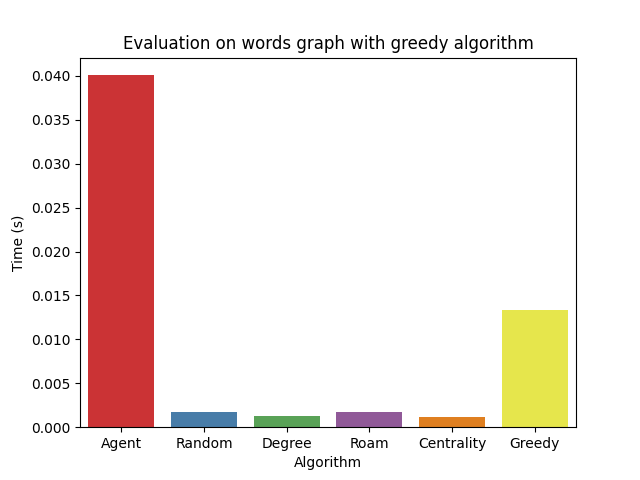 Evaluation on words graph with greedy algorithm
0.040
0.035
0.030
0.025
0.020
0.015
0.010
0.005
0.000
Time (s)
Agent Random Degree Roam Centrality Greedy
Algorithm